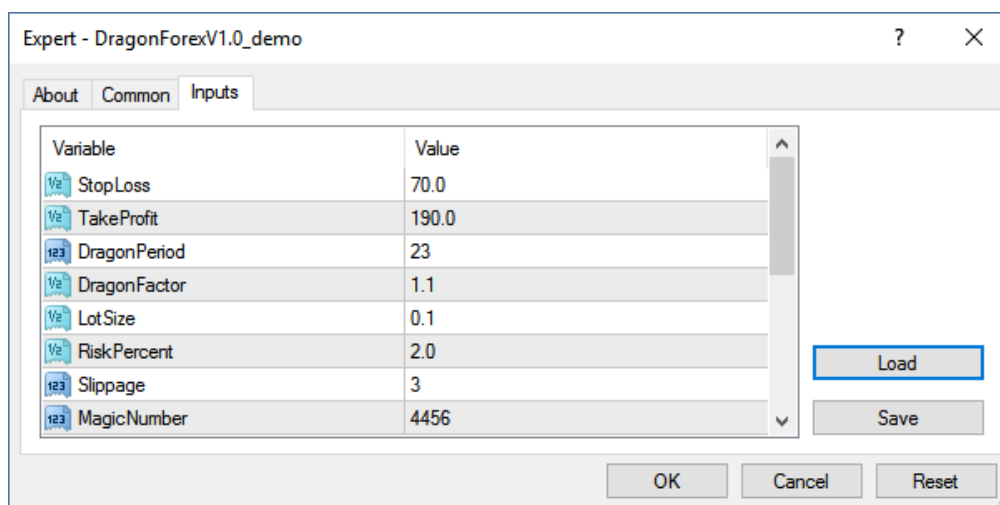 Expert - DragonForexV1.0_demo ?
About Common Inputs
Variable Value
StopLoss 70.0
TakeProfit 190.0
DragonPeriod 23
DragonFactor 1.1
LotSize 0.1
RiskPercent 2.0
Slippage 3
MagicNumber 4456
Load
Save
OK Cancel Reset